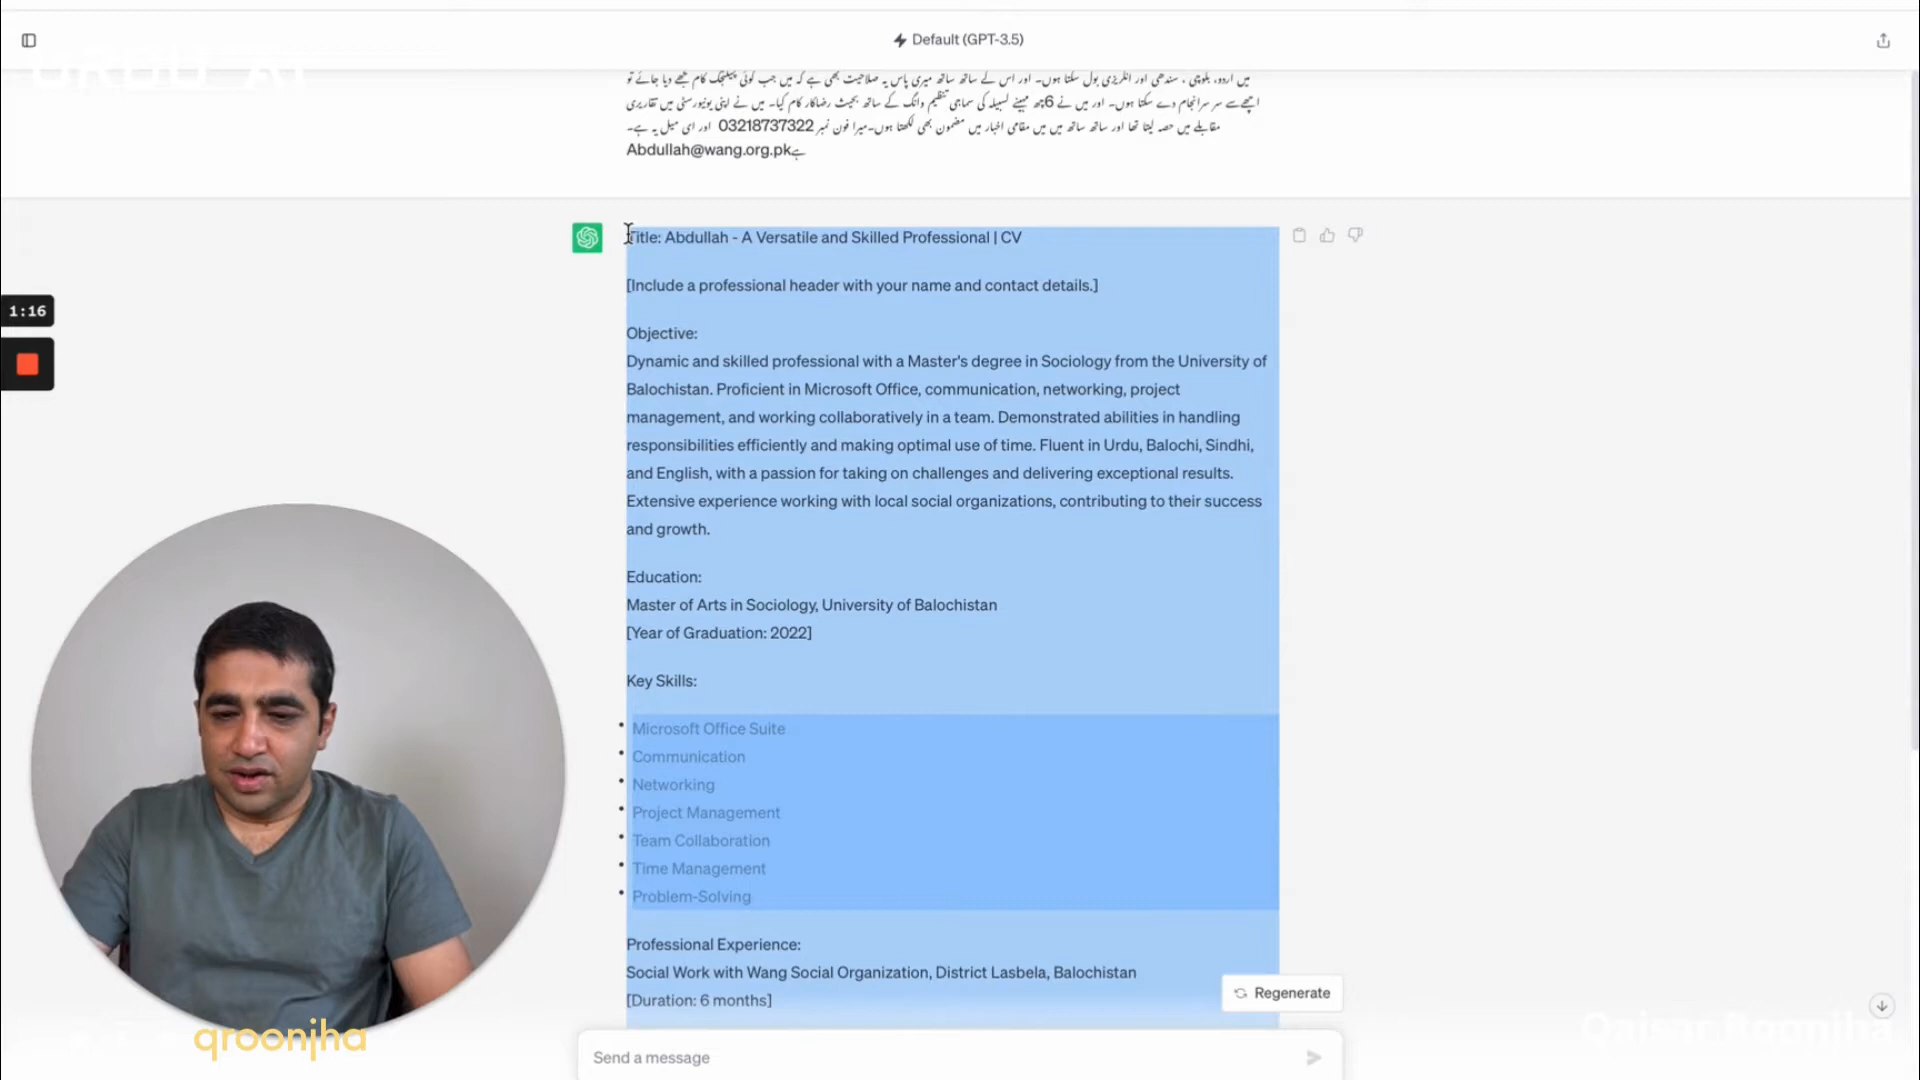 Default (GPT-3.5)
URDU AI
میں اردو، بلوچی ، سندھی اور انگریزی بول سکتا ہوں۔ اور اس کے ساتھ ساتھ میری پاس یہ صلاحیت بھی ہے کہ میں جب کوئی چیلنجگ کام مجھے دیا جائے تو
اچھے سے سر سرانجام دے سکتا ہوں۔ اور میں نے 6چھ مہینے لسبیلہ کی سماجی تنظیم وانگ کے ساتھ بحیثیت رضاکار کام کیا۔ میں نے اپنی یونیورسٹی میں تقاریری
مقابلے میں حصہ لیتا تھا اور ساتھ ساتھ میں میں مقامی اخبار میں مضمون بھی لکھتا ہوں۔میرا فون نمبر 03218737322 اور ای میل یہ ہے۔
Abdullah@wang.org.pkہے
Title: Abdullah - A Versatile and Skilled Professional | CV
[Include a professional header with your name and contact details.]
1:16
Objective:
Dynamic and skilled professional with a Master's degree in Sociology from the University of
Balochistan. Proficient in Microsoft Office, communication, networking, project
management, and working collaboratively in a team. Demonstrated abilities in handling
responsibilities efficiently and making optimal use of time. Fluent in Urdu, Balochi, Sindhi,
and English, with a passion for taking on challenges and delivering exceptional results.
Extensive experience working with local social organizations, contributing to their success
and growth.
Education:
Master of Arts in Sociology, University of Balochistan
[Year of Graduation: 2022]
Key Skills:
• Microsoft Office Suite
• Communication
• Networking
• Project Management
• Team Collaboration
• Time Management
• Problem-Solving
Professional Experience:
Social Work with Wang Social Organization, District Lasbela, Balochistan
[Duration: 6 months]
Regenerate
Send a message
qroonjha
Qaisar Roonjha